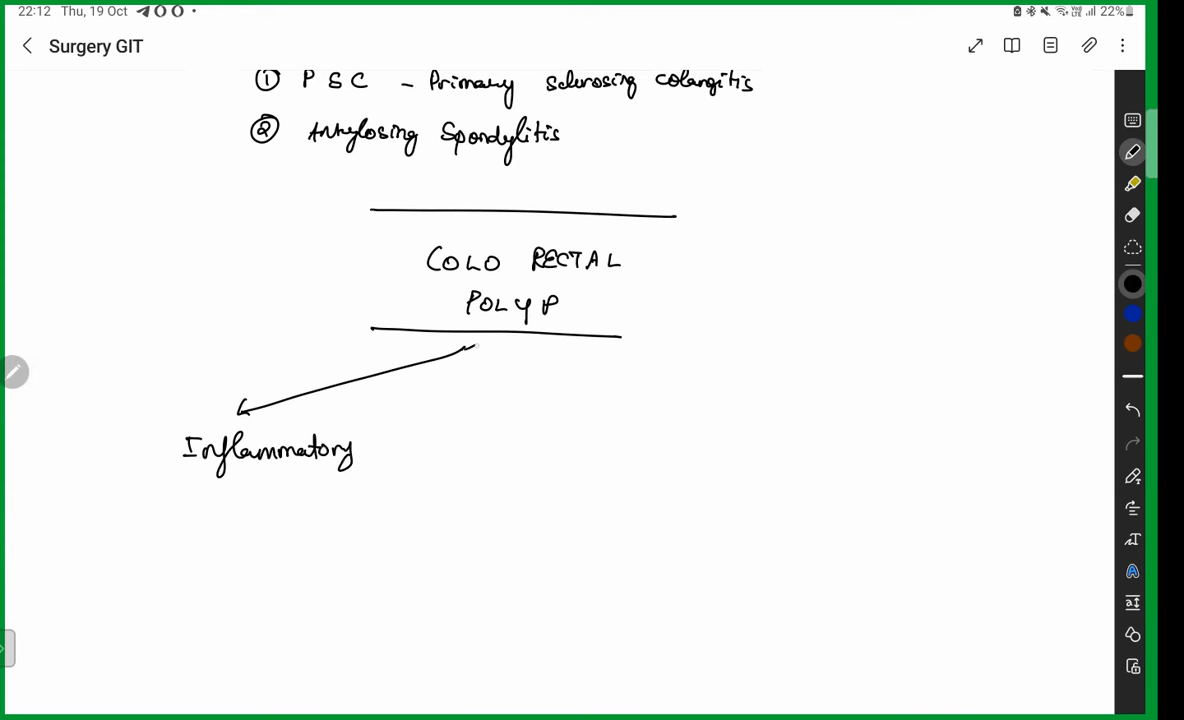 22:12 Thu, 19 Oct
22%
Surgery GIT
① P S C - Primary sclerosing colangitis
② Ankylosing Spondylitis
COLO RECTAL
POLYP
Inflammatory